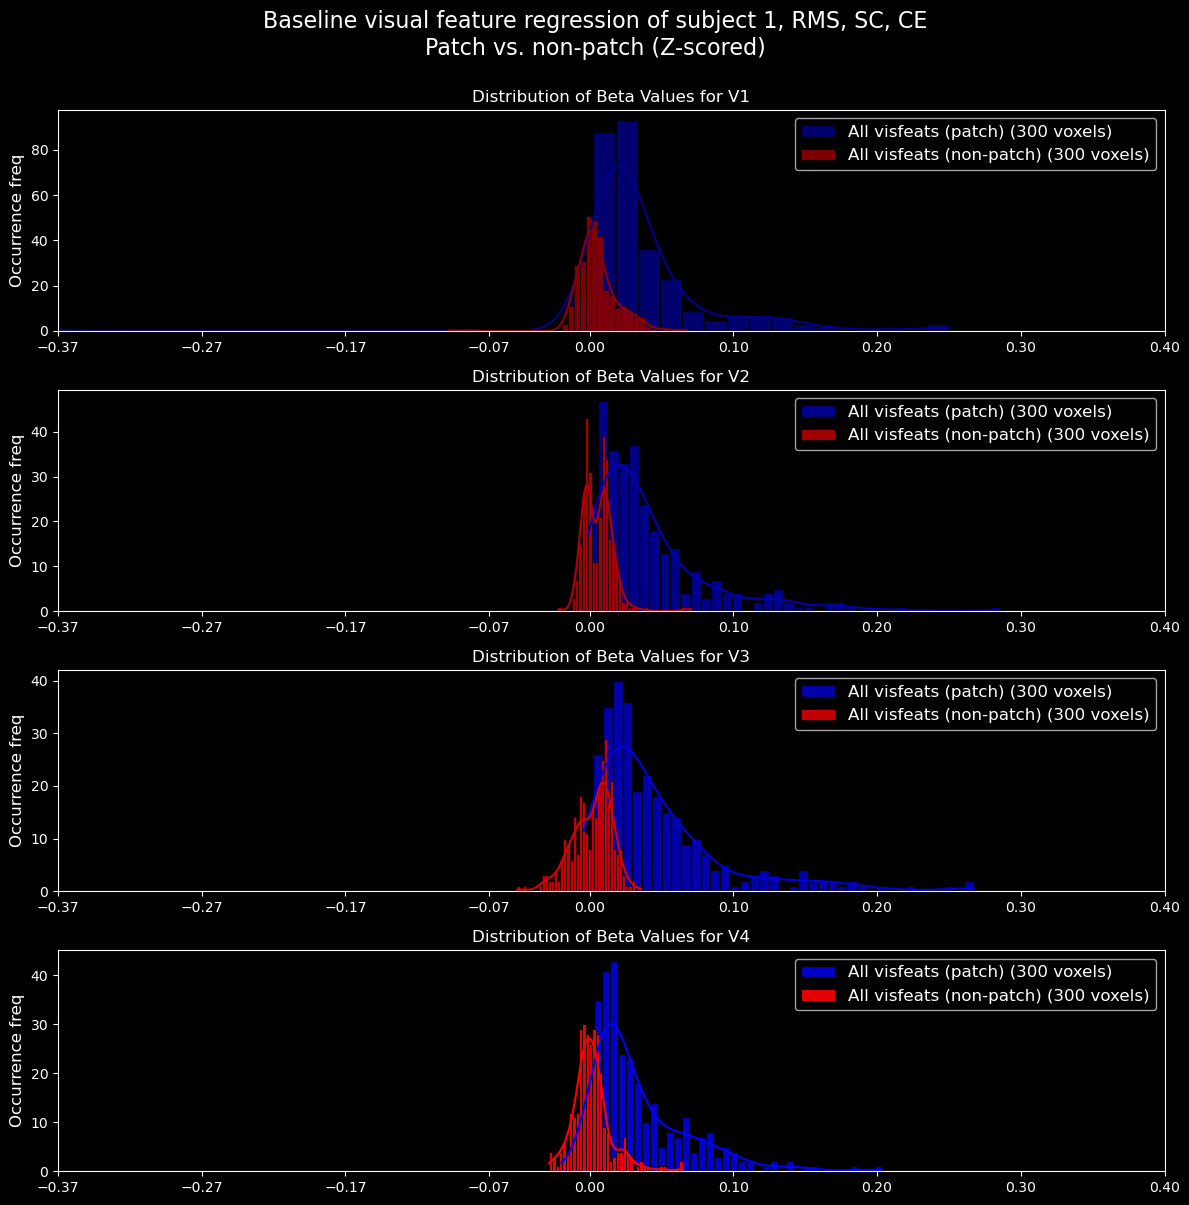 Baseline visual feature regression of subject 1, RMS, SC, CE
Patch vs. non-patch (Z-scored)
Distribution of Beta Values for V1
Occurrence freq
80
60
40
20
0
All visfeats (patch) (300 voxels)
All visfeats (non-patch) (300 voxels)
−0.37 −0.27 −0.17 −0.07 0.00 0.10 0.20 0.30 0.40
Distribution of Beta Values for V2
Occurrence freq
40
30
20
10
0
All visfeats (patch) (300 voxels)
All visfeats (non-patch) (300 voxels)
−0.37 −0.27 −0.17 −0.07 0.00 0.10 0.20 0.30 0.40
Distribution of Beta Values for V3
Occurrence freq
40
30
20
10
0
All visfeats (patch) (300 voxels)
All visfeats (non-patch) (300 voxels)
−0.37 −0.27 −0.17 −0.07 0.00 0.10 0.20 0.30 0.40
Distribution of Beta Values for V4
Occurrence freq
40
30
20
10
0
All visfeats (patch) (300 voxels)
All visfeats (non-patch) (300 voxels)
−0.37 −0.27 −0.17 −0.07 0.00 0.10 0.20 0.30 0.40